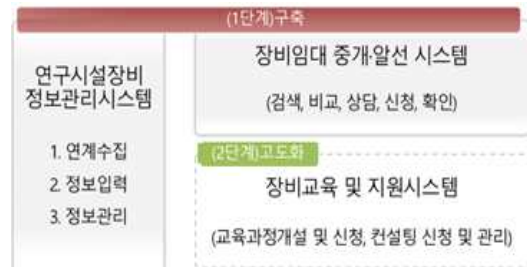 (1단계)구축
연구시설장비
정보관리시스템
1. 연계수집
2. 정보입력
3. 정보관리
장비임대 중개·알선 시스템
(검색, 비교, 상담, 신청, 확인)
(2단계)고도화
장비교육 및 지원시스템
(교육과정개설 및 신청, 컨설팅 신청 및 관리)